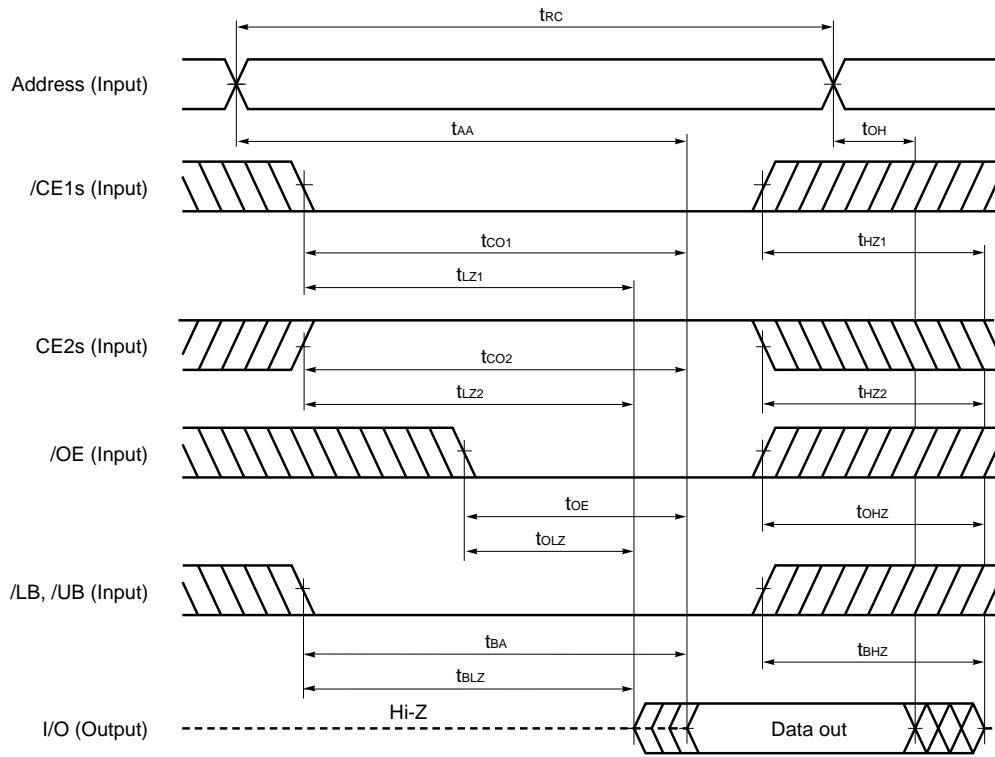 tRC
Address (Input)
tAA
tOH
/CE1s (Input)
tCO1
tHZ1
tLZ1
CE2s (Input)
tCO2
tLZ2
tHZ2
/OE (Input)
tOE
tOHZ
tOLZ
/LB, /UB (Input)
tBA
tBHZ
tBLZ
Hi-Z
I/O (Output)
Data out